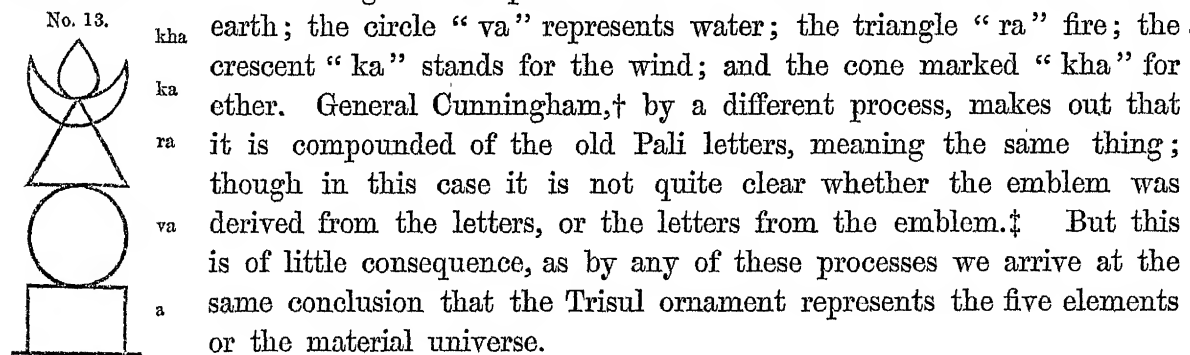 No. 13.
kha
ka
ra
va
a
earth; the circle “ va ” represents water; the triangle “ ra ” fire; the
crescent “ ka ” stands for the wind; and the cone marked “ kha ” for
ether. General Cunningham,† by a different process, makes out that
it is compounded of the old Pali letters, meaning the same thing;
though in this case it is not quite clear whether the emblem was
derived from the letters, or the letters from the emblem.‡ But this
is of little consequence, as by any of these processes we arrive at the
same conclusion that the Trisul ornament represents the five elements
or the material universe.